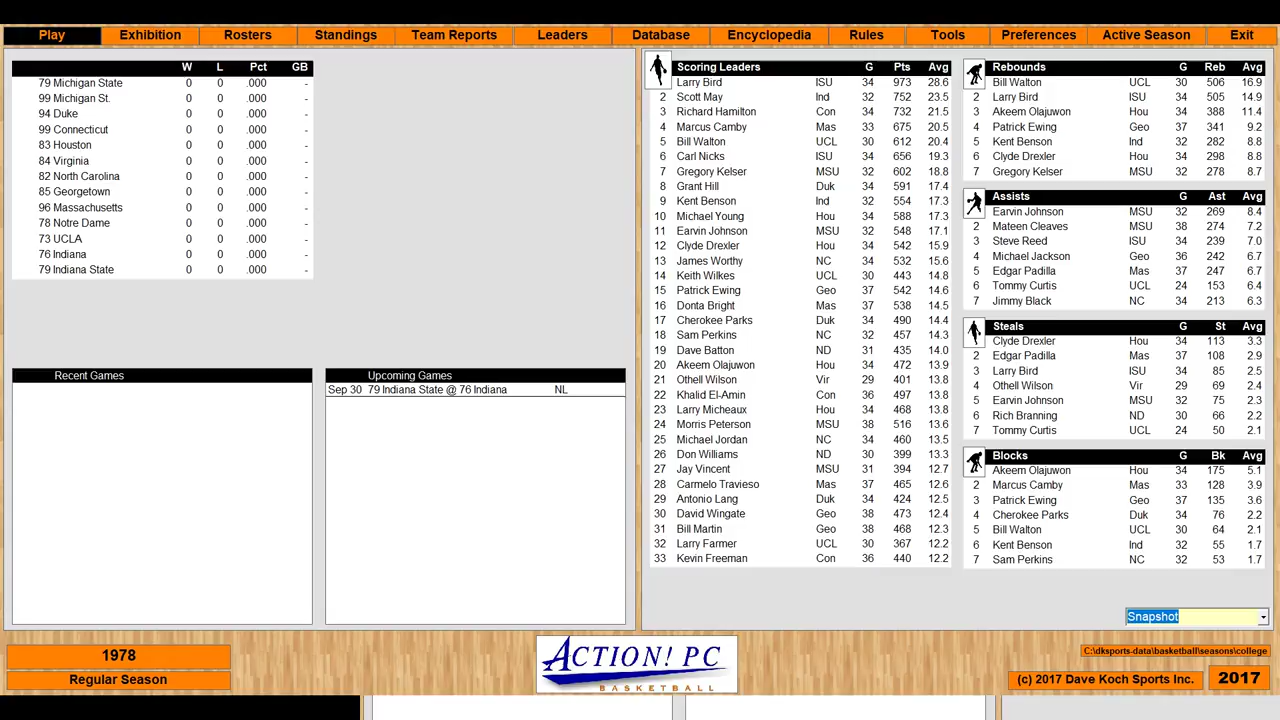 Play Exhibition Rosters Standings Team Reports Leaders Database Encyclopedia Rules Tools Preferences Active Season Exit
W L Pct GB
79 Michigan State 0 0 .000 -
99 Michigan St. 0 0 .000 -
94 Duke 0 0 .000 -
99 Connecticut 0 0 .000 -
83 Houston 0 0 .000 -
84 Virginia 0 0 .000 -
82 North Carolina 0 0 .000 -
85 Georgetown 0 0 .000 -
96 Massachusetts 0 0 .000 -
78 Notre Dame 0 0 .000 -
73 UCLA 0 0 .000 -
76 Indiana 0 0 .000 -
79 Indiana State 0 0 .000 -
Recent Games
Upcoming Games
Sep 30 79 Indiana State @ 76 Indiana NL
Scoring Leaders G Pts Avg
Larry Bird ISU 34 973 28.6
2 Scott May Ind 32 752 23.5
3 Richard Hamilton Con 34 732 21.5
4 Marcus Camby Mas 33 675 20.5
5 Bill Walton UCL 30 612 20.4
6 Carl Nicks ISU 34 656 19.3
7 Gregory Kelser MSU 32 602 18.8
8 Grant Hill Duk 34 591 17.4
9 Kent Benson Ind 32 554 17.3
10 Michael Young Hou 34 588 17.3
11 Earvin Johnson MSU 32 548 17.1
12 Clyde Drexler Hou 34 542 15.9
13 James Worthy NC 34 532 15.6
14 Keith Wilkes UCL 30 443 14.8
15 Patrick Ewing Geo 37 542 14.6
16 Donta Bright Mas 37 538 14.5
17 Cherokee Parks Duk 34 490 14.4
18 Sam Perkins NC 32 457 14.3
19 Dave Batton ND 31 435 14.0
20 Akeem Olajuwon Hou 34 472 13.9
21 Othell Wilson Vir 29 401 13.8
22 Khalid El-Amin Con 36 497 13.8
23 Larry Micheaux Hou 34 468 13.8
24 Morris Peterson MSU 38 516 13.6
25 Michael Jordan NC 34 460 13.5
26 Don Williams ND 30 399 13.3
27 Jay Vincent MSU 31 394 12.7
28 Carmelo Travieso Mas 37 465 12.6
29 Antonio Lang Duk 34 424 12.5
30 David Wingate Geo 38 473 12.4
31 Bill Martin Geo 38 468 12.3
32 Larry Farmer UCL 30 367 12.2
33 Kevin Freeman Con 36 440 12.2
Rebounds G Reb Avg
Bill Walton UCL 30 506 16.9
2 Larry Bird ISU 34 505 14.9
3 Akeem Olajuwon Hou 34 388 11.4
4 Patrick Ewing Geo 37 341 9.2
5 Kent Benson Ind 32 282 8.8
6 Clyde Drexler Hou 34 298 8.8
7 Gregory Kelser MSU 32 278 8.7
Assists G Ast Avg
Earvin Johnson MSU 32 269 8.4
2 Mateen Cleaves MSU 38 274 7.2
3 Steve Reed ISU 34 239 7.0
4 Michael Jackson Geo 36 242 6.7
5 Edgar Padilla Mas 37 247 6.7
6 Tommy Curtis UCL 24 153 6.4
7 Jimmy Black NC 34 213 6.3
Steals G St Avg
Clyde Drexler Hou 34 113 3.3
2 Edgar Padilla Mas 37 108 2.9
3 Larry Bird ISU 34 85 2.5
4 Othell Wilson Vir 29 69 2.4
5 Earvin Johnson MSU 32 75 2.3
6 Rich Branning ND 30 66 2.2
7 Tommy Curtis UCL 24 50 2.1
Blocks G Bk Avg
Akeem Olajuwon Hou 34 175 5.1
2 Marcus Camby Mas 33 128 3.9
3 Patrick Ewing Geo 37 135 3.6
4 Cherokee Parks Duk 34 76 2.2
5 Bill Walton UCL 30 64 2.1
6 Kent Benson Ind 32 55 1.7
7 Sam Perkins NC 32 53 1.7
Snapshot
1978
Regular Season
ACTION! PC
BASKETBALL
C:\dksports-data\basketball\seasons\college
(c) 2017 Dave Koch Sports Inc. 2017